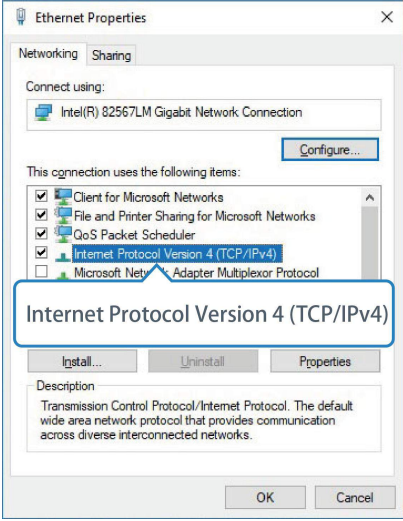 Ethernet Properties
Networking Sharing
Connect using:
Intel(R) 82567LM Gigabit Network Connection
Configure...
This connection uses the following items:
Client for Microsoft Networks
File and Printer Sharing for Microsoft Networks
QoS Packet Scheduler
Internet Protocol Version 4 (TCP/IPv4)
Microsoft Adapter Multiplexor Protocol
Internet Protocol Version 4 (TCP/IPv4)
Install... Uninstall Properties
Description
Transmission Control Protocol/Internet Protocol. The default
wide area network protocol that provides communication
across diverse interconnected networks.
OK Cancel